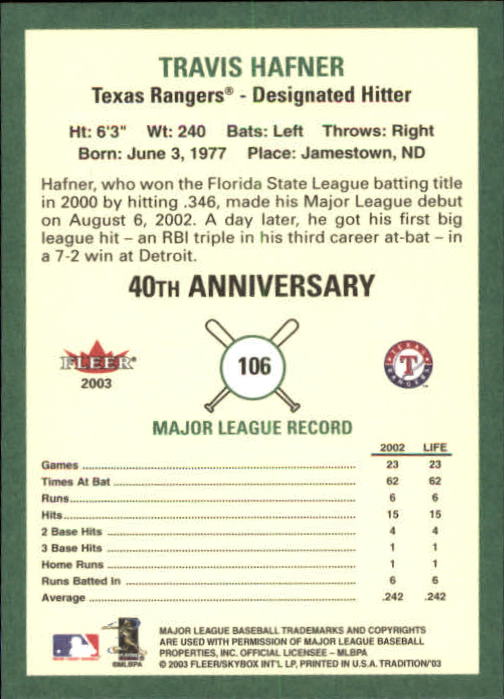 TRAVIS HAFNER
Texas Rangers® - Designated Hitter
Ht: 6'3" Wt: 240 Bats: Left Throws: Right
Born: June 3, 1977 Place: Jamestown, ND
Hafner, who won the Florida State League batting title
in 2000 by hitting .346, made his Major League debut
on August 6, 2002. A day later, he got his first big
league hit – an RBI triple in his third career at-bat – in
a 7-2 win at Detroit.
40TH ANNIVERSARY
FLEER®
2003
106
TEXAS
T
RANGERS
MAJOR LEAGUE RECORD
2002 LIFE
Games 23 23
Times At Bat 62 62
Runs 6 6
Hits 15 15
2 Base Hits 4 4
3 Base Hits 1 1
Home Runs 1 1
Runs Batted In 6 6
Average .242 .242
©MLBPA
MAJOR LEAGUE BASEBALL TRADEMARKS AND COPYRIGHTS
ARE USED WITH PERMISSION OF MAJOR LEAGUE BASEBALL
PROPERTIES, INC. OFFICIAL LICENSEE – MLBPA
© 2003 FLEER/SKYBOX INT'L LP, PRINTED IN U.S.A. TRADITION'03